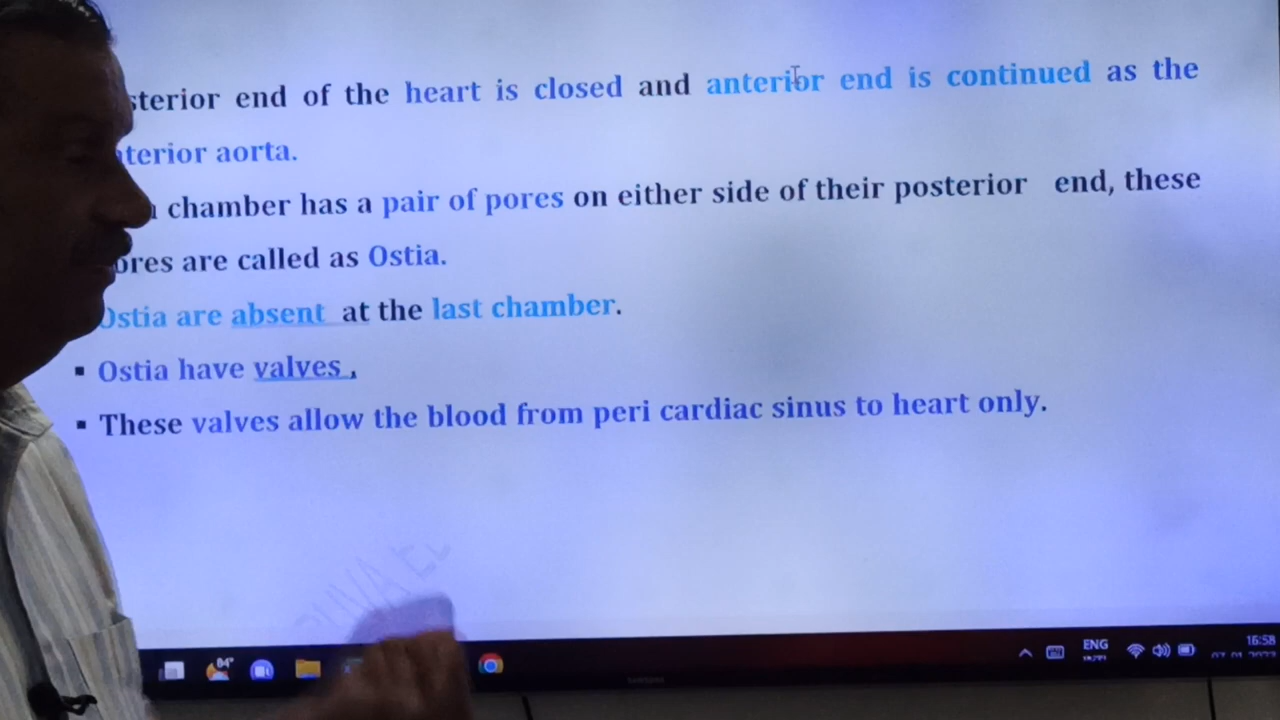 sterior end of the heart is closed and anterior end is continued as the
terior aorta.
chamber has a pair of pores on either side of their posterior end, these
ores are called as Ostia.
Ostia are absent at the last chamber.
▪ Ostia have valves ,
▪ These valves allow the blood from peri cardiac sinus to heart only.
84°
ENG
16:58